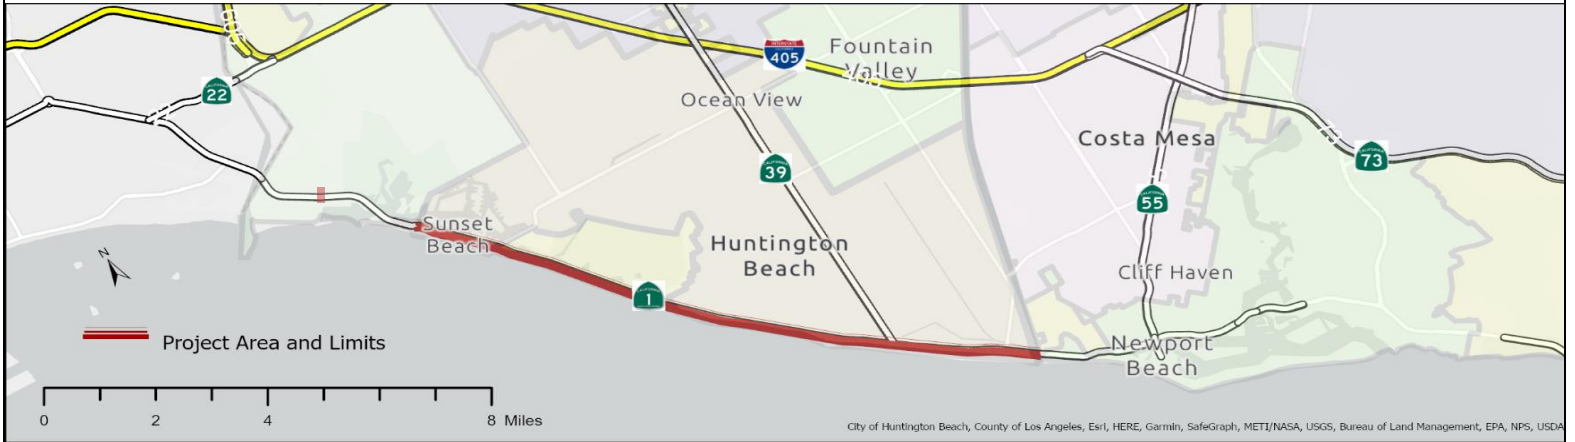 INTERSTATE
CALIFORNIA
405
Fountain
Valley
22
Ocean View
Costa Mesa
39
73
55
Sunset
Beach
Huntington
Beach
Cliff Haven
N
1
Project Area and Limits
Newport
Beach
0 2 4 8 Miles
City of Huntington Beach, County of Los Angeles, Esri, HERE, Garmin, SafeGraph, METI/NASA, USGS, Bureau of Land Management, EPA, NPS, USDA